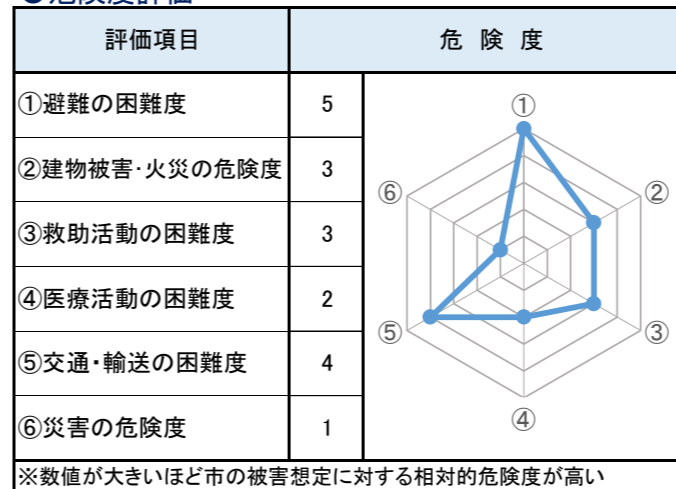 ●危険度評価
評価項目 危険度
①避難の困難度 5
②建物被害･火災の危険度 3
③救助活動の困難度 3
④医療活動の困難度 2
⑤交通･輸送の困難度 4
⑥災害の危険度 1
①
⑥ ②
⑤ ③
④
※数値が大きいほど市の被害想定に対する相対的危険度が高い